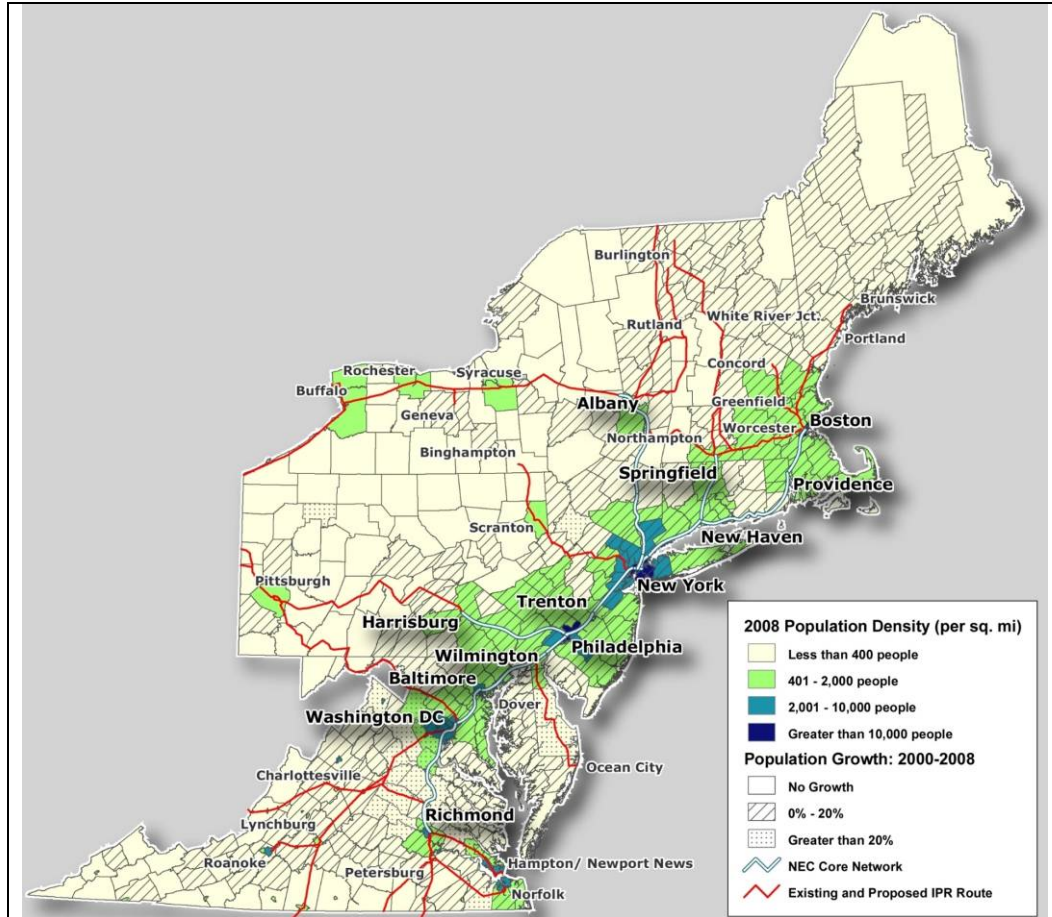 Burlington
Brunswick
White River Jct.
Rutland
Portland
Concord
Rochester
Syracuse
Buffalo
Greenfield
Albany
Geneva
Boston
Worcester
Northampton
Binghampton
Springfield
Providence
Scranton
New Haven
Pittsburgh
New York
Trenton
Harrisburg
Philadelphia
Wilmington
Baltimore
Dover
Washington DC
Ocean City
Charlottesville
Richmond
Lynchburg
Roanoke
Hampton/ Newport News
Petersburg
Norfolk
2008 Population Density (per sq. mi)
Less than 400 people
401 - 2,000 people
2,001 - 10,000 people
Greater than 10,000 people
Population Growth: 2000-2008
No Growth
0% - 20%
Greater than 20%
NEC Core Network
Existing and Proposed IPR Route